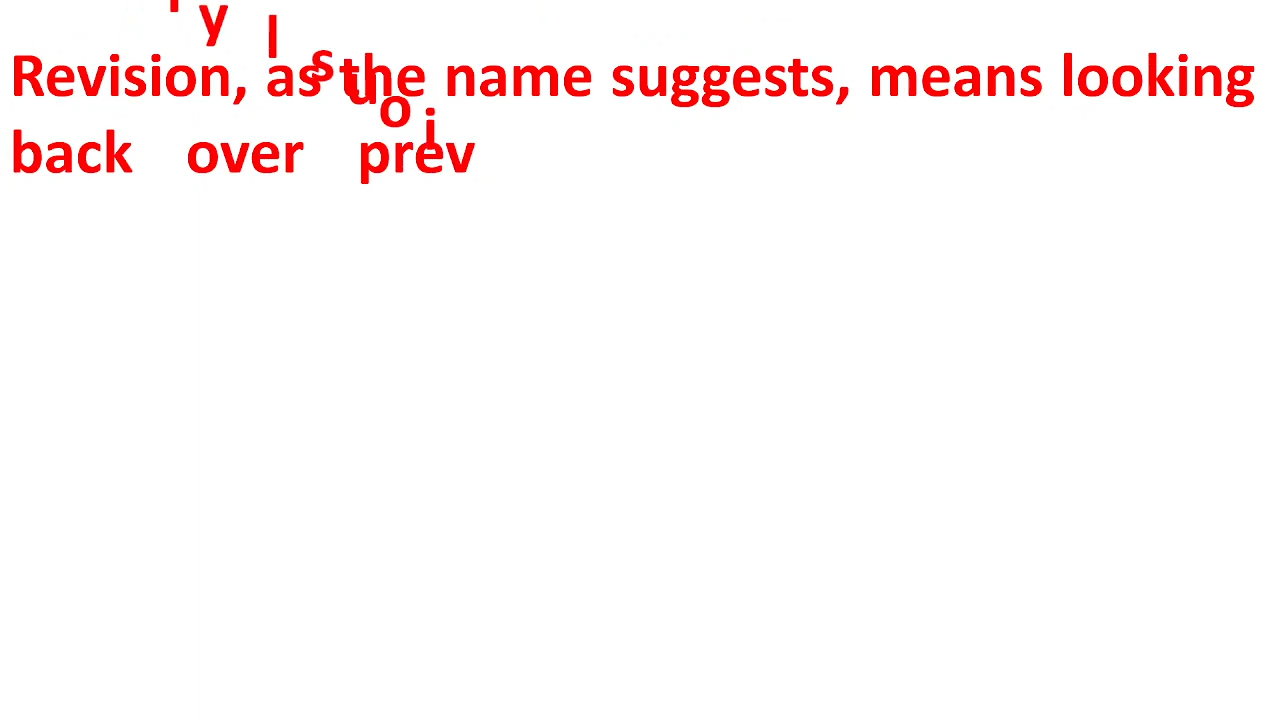 Revision, as the name suggests, means looking
back over prev
i
o
u
s
l
y